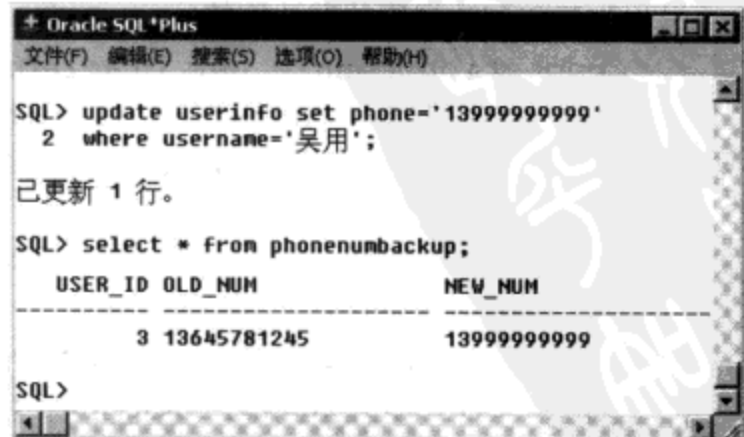 Oracle SQL*Plus
文件(F) 编辑(E) 搜索(S) 选项(O) 帮助(H)
SQL> update userinfo set phone='13999999999'
2 where username='吴用';
已更新 1 行。
SQL> select * from phonenumbackup;
USER_ID OLD_NUM NEW_NUM
---------- -------------------- --------------------
3 13645781245 13999999999
SQL>